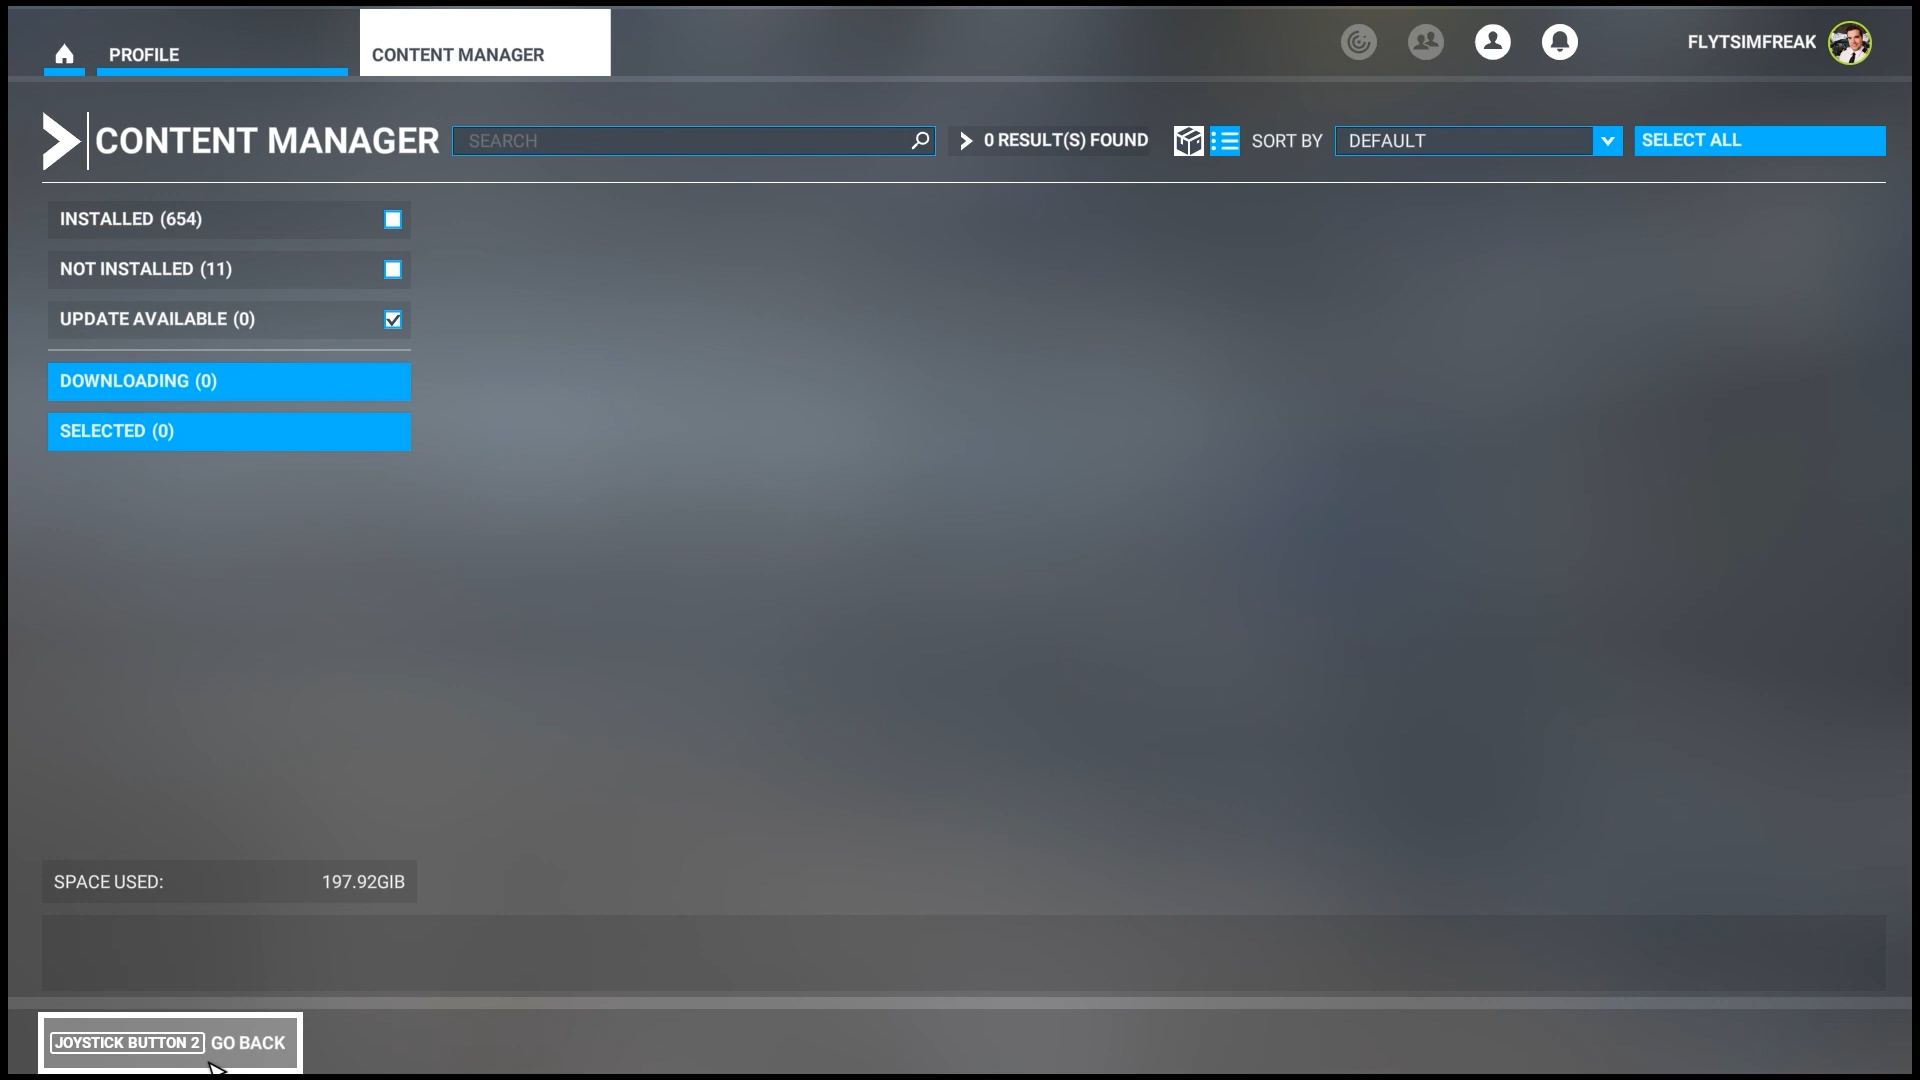 PROFILE
CONTENT MANAGER
FLYTSIMFREAK
CONTENT MANAGER
SEARCH
0 RESULT(S) FOUND
SORT BY
DEFAULT
SELECT ALL
INSTALLED (654)
NOT INSTALLED (11)
UPDATE AVAILABLE (0)
DOWNLOADING (0)
SELECTED (0)
SPACE USED: 197.92GIB
JOYSTICK BUTTON 2 GO BACK